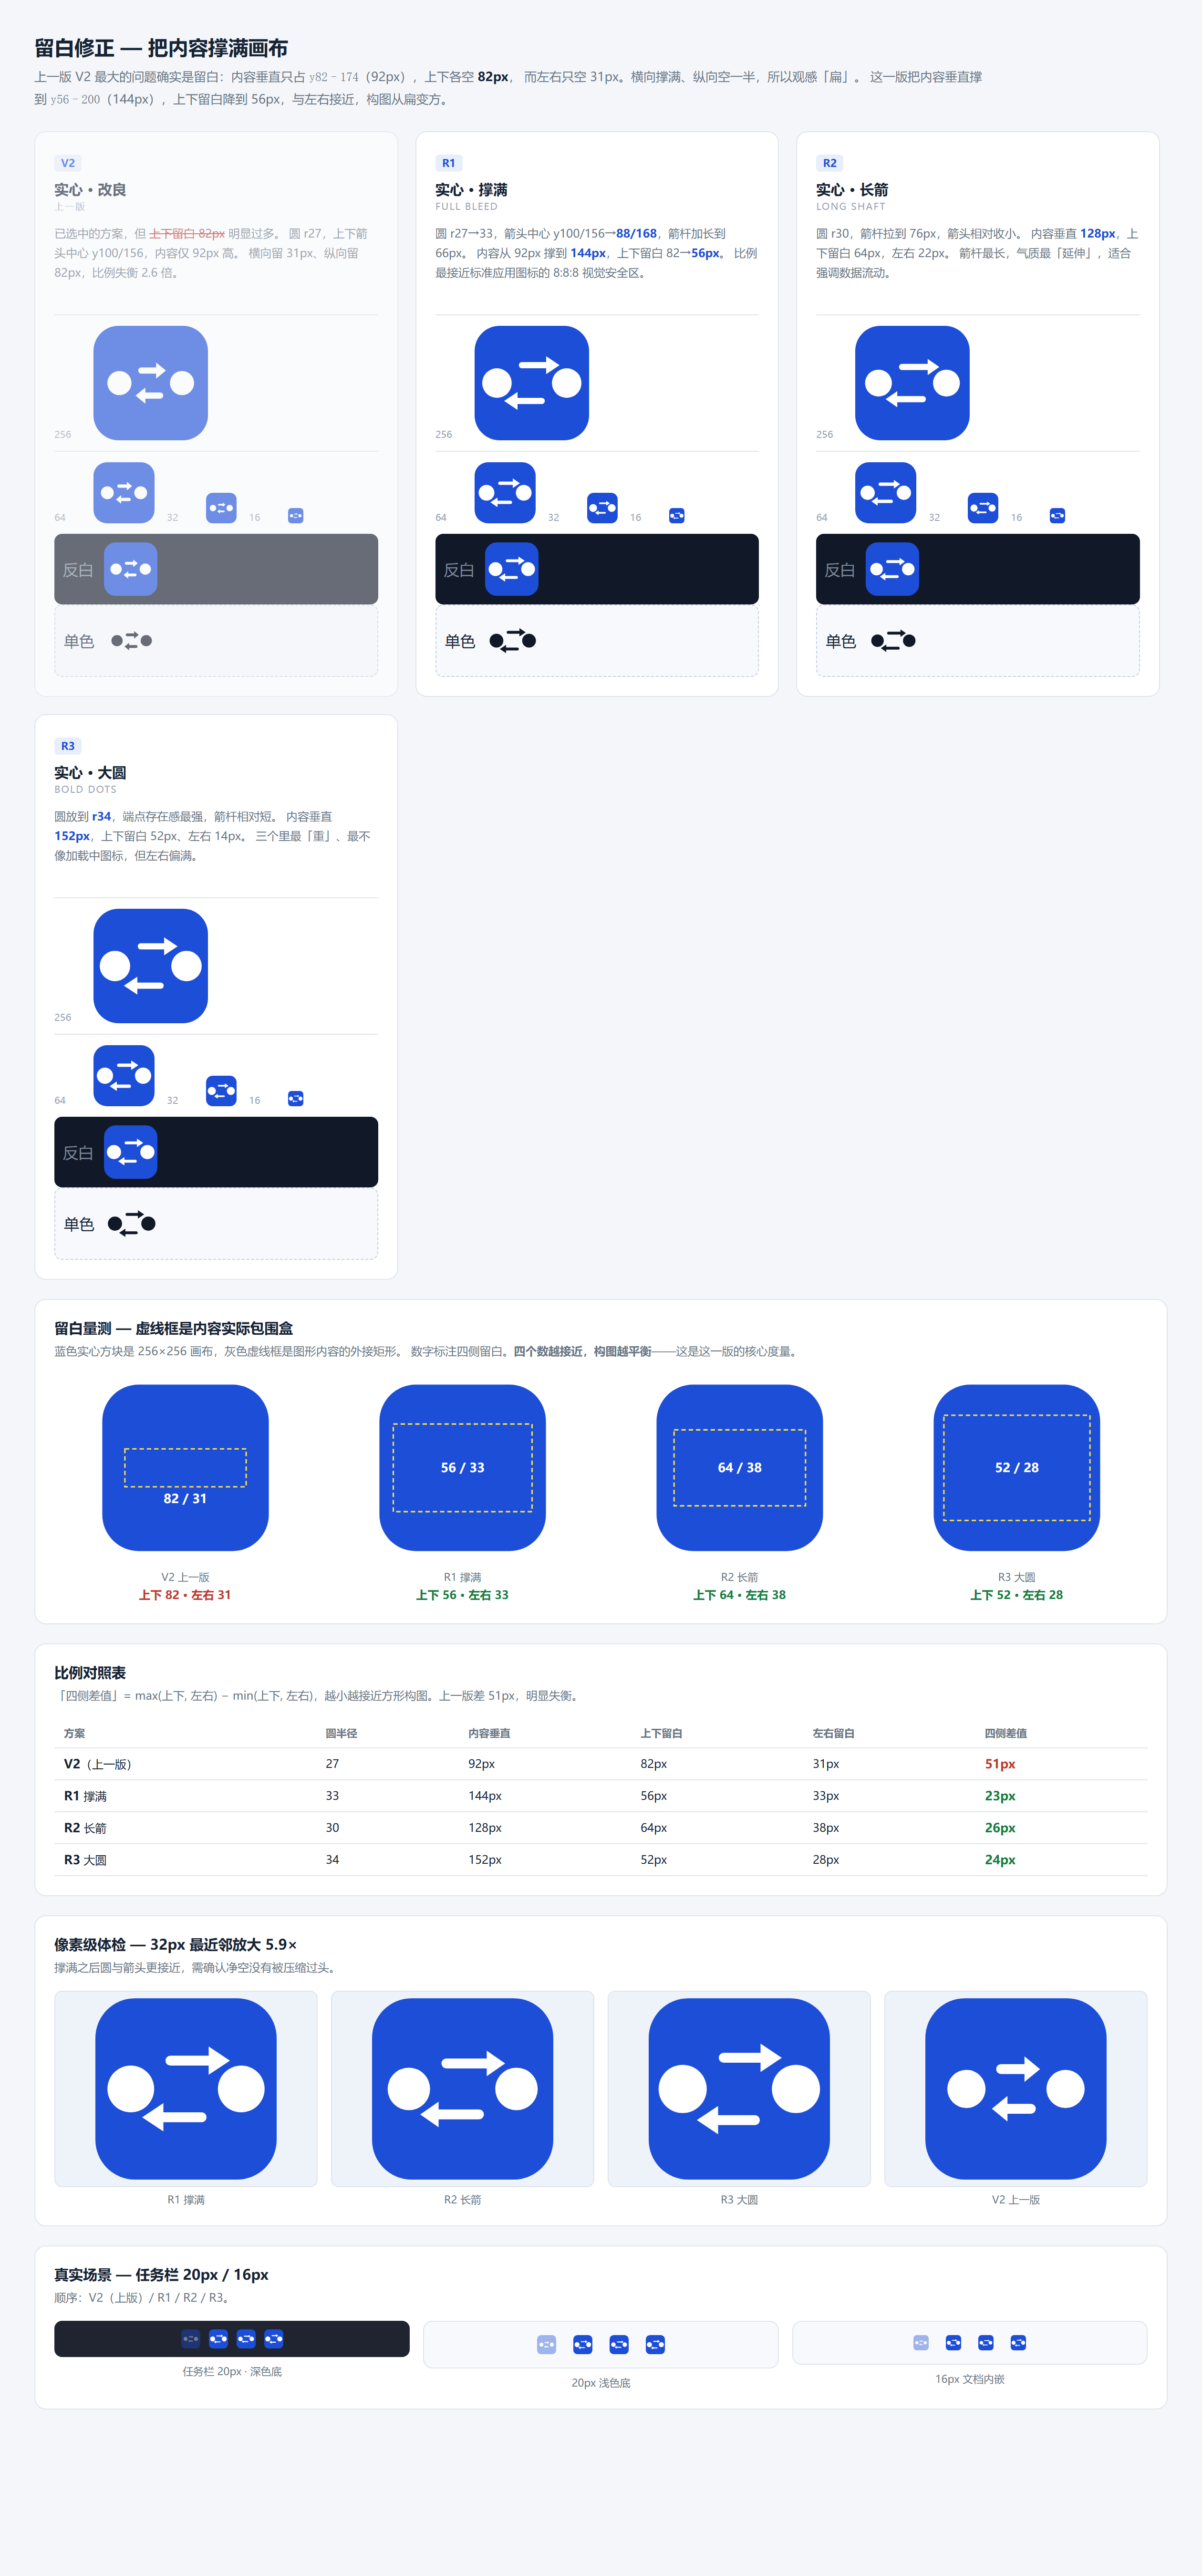 留白修正 — 把内容撑满画布
上一版 V2 最大的问题确实是留白：内容垂直只占 y82–174（92px），上下各空 82px， 而左右只空 31px。横向撑满、纵向空一半，所以观感「扁」。 这一版把内容垂直撑
到 y56–200（144px），上下留白降到 56px，与左右接近，构图从扁变方。
V2
实心·改良
上一版
已选中的方案，但 上下留白 82px 明显过多。 圆 r27，上下箭
头中心 y100/156，内容仅 92px 高。 横向留 31px、纵向留
82px，比例失衡 2.6 倍。
256
64
32
16
反白
单色
R1
实心·撑满
FULL BLEED
圆 r27→33，箭头中心 y100/156→88/168，箭杆加长到
66px。 内容从 92px 撑到 144px，上下留白 82→56px。 比例
最接近标准应用图标的 8:8:8 视觉安全区。
256
64
32
16
反白
单色
R2
实心·长箭
LONG SHAFT
圆 r30，箭杆拉到 76px，箭头相对收小。 内容垂直 128px，上
下留白 64px，左右 22px。 箭杆最长，气质最「延伸」，适合
强调数据流动。
256
64
32
16
反白
单色
R3
实心·大圆
BOLD DOTS
圆放到 r34，端点存在感最强，箭杆相对短。 内容垂直
152px，上下留白 52px、左右 14px。 三个里最「重」、最不
像加载中图标，但左右偏满。
256
64
32
16
反白
单色
留白量测 — 虚线框是内容实际包围盒
蓝色实心方块是 256×256 画布，灰色虚线框是图形内容的外接矩形。 数字标注四侧留白。四个数越接近，构图越平衡——这是这一版的核心度量。
82 / 31
56 / 33
64 / 38
52 / 28
V2 上一版
上下 82·左右 31
R1 撑满
上下 56·左右 33
R2 长箭
上下 64·左右 38
R3 大圆
上下 52·左右 28
比例对照表
「四侧差值」= max(上下, 左右) − min(上下, 左右)，越小越接近方形构图。上一版差 51px，明显失衡。
方案 圆半径 内容垂直 上下留白 左右留白 四侧差值
V2（上一版） 27 92px 82px 31px 51px
R1 撑满 33 144px 56px 33px 23px
R2 长箭 30 128px 64px 38px 26px
R3 大圆 34 152px 52px 28px 24px
像素级体检 — 32px 最近邻放大 5.9×
撑满之后圆与箭头更接近，需确认净空没有被压缩过头。
R1 撑满
R2 长箭
R3 大圆
V2 上一版
真实场景 — 任务栏 20px / 16px
顺序：V2（上版）/ R1 / R2 / R3。
任务栏 20px · 深色底
20px 浅色底
16px 文档内嵌